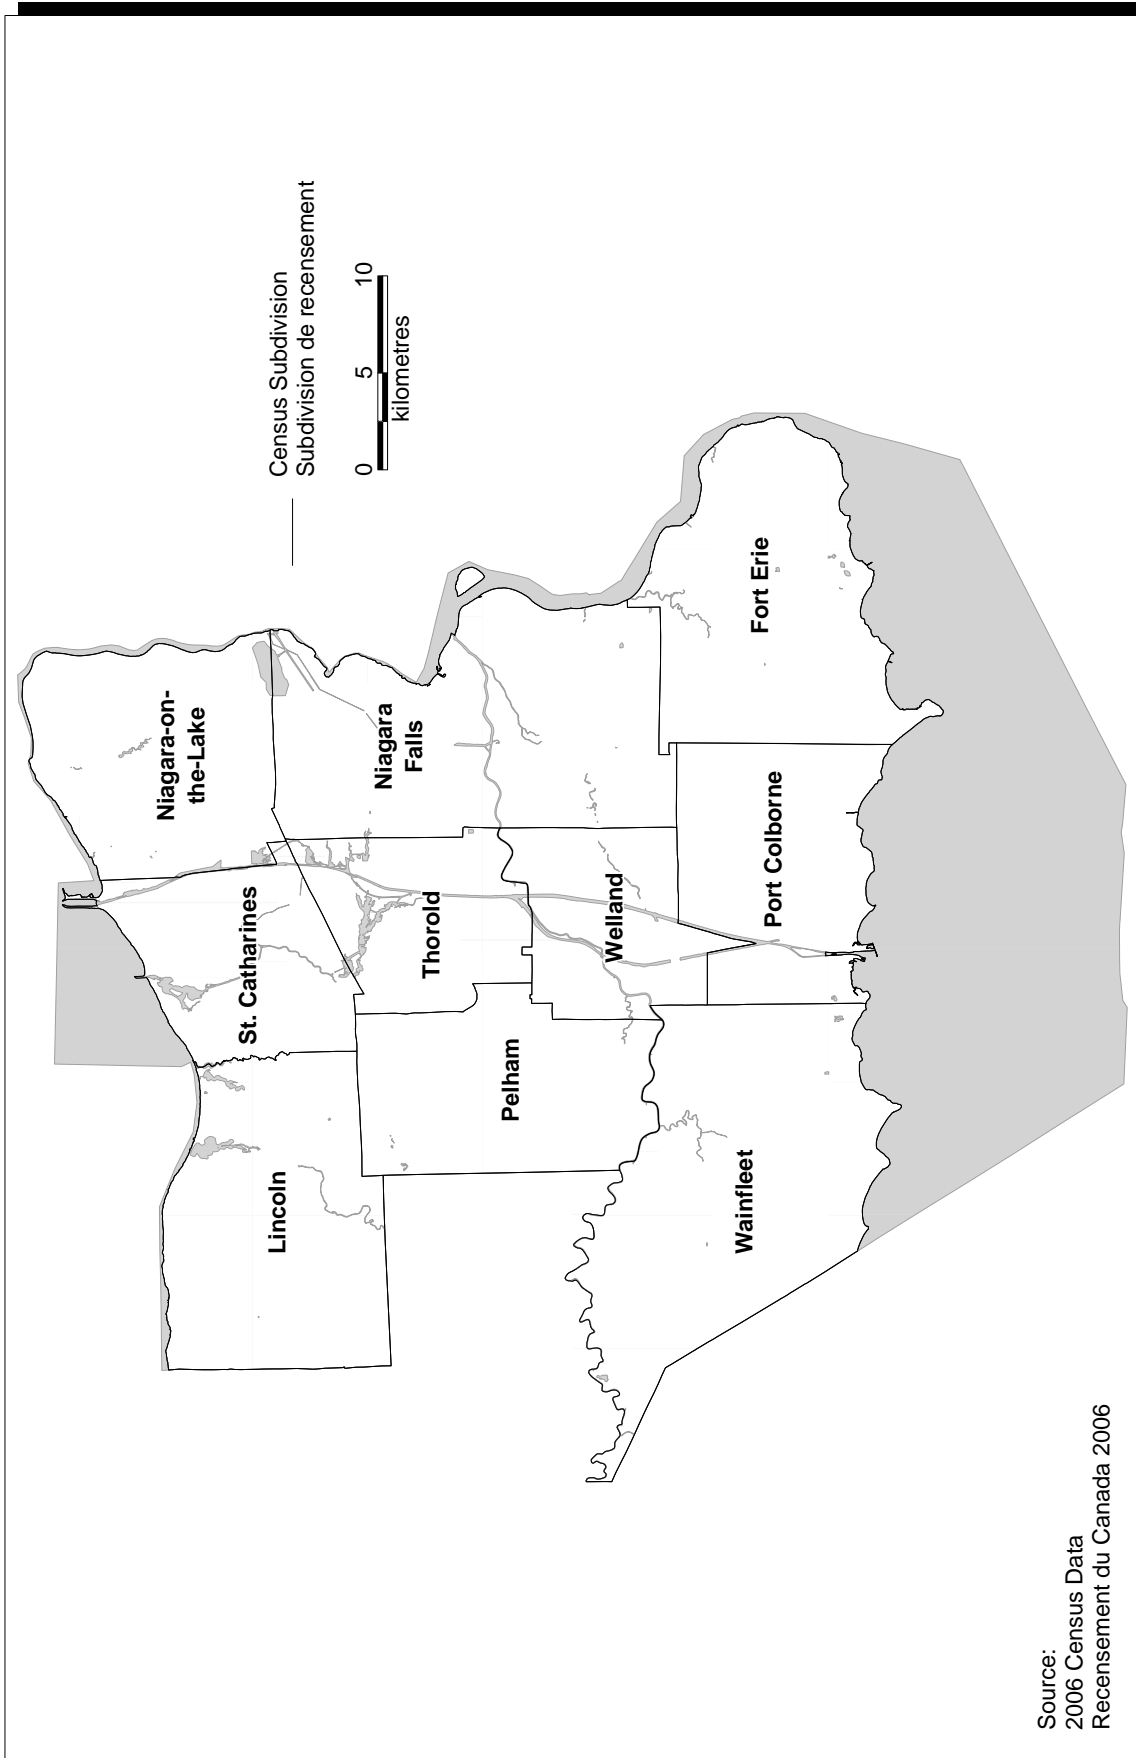 Census Subdivision
Subdivision de recensement
0 5 10
kilometres
Niagara-on-
the-Lake
St. Catharines
Lincoln
Niagara
Falls
Thorold
Pelham
Welland
Fort Erie
Port Colborne
Wainfleet
Source:
2006 Census Data
Recensement du Canada 2006